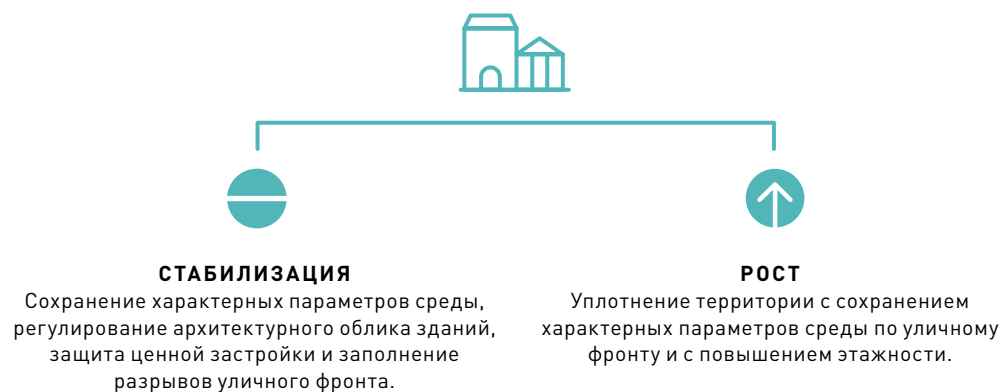 СТАБИЛИЗАЦИЯ
Сохранение характерных параметров среды,
регулирование архитектурного облика зданий,
защита ценной застройки и заполнение
разрывов уличного фронта.
РОСТ
Уплотнение территории с сохранением
характерных параметров среды по уличному
фронту и с повышением этажности.